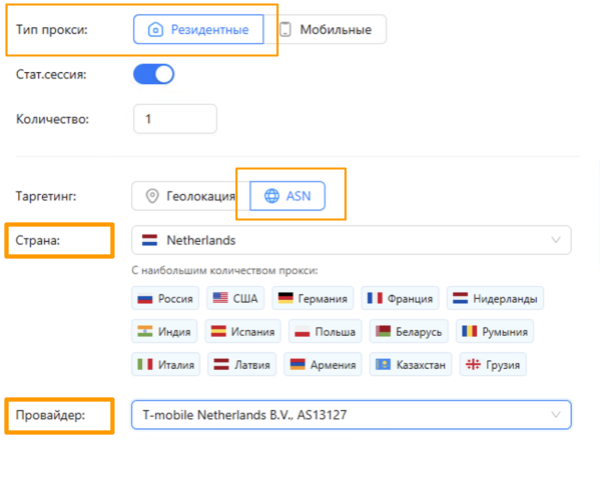 Тип прокси: Резидентные Мобильные
Стат.сессия:
Количество: 1
Таргетинг: Геолокация ASN
Страна: Netherlands
С наибольшим количеством прокси:
Россия США Германия Франция Нидерланды
Индия Испания Польша Беларусь Румыния
Италия Латвия Армения Казахстан Грузия
Провайдер: T-mobile Netherlands B.V., AS13127